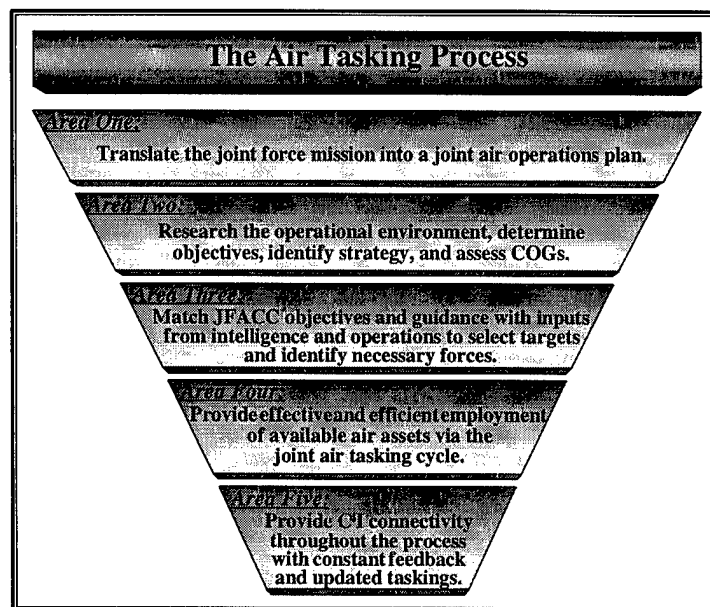 The Air Tasking Process
Area One:
Translate the joint force mission into a joint air operations plan.
Area Two:
Research the operational environment, determine
objectives, identify strategy, and assess COGs.
Area Three:
Match JFACC objectives and guidance with inputs
from intelligence and operations to select targets
and identify necessary forces.
Area Four:
Provide effective and efficient employment
of available air assets via the
joint air tasking cycle.
Area Five:
Provide C⁴I connectivity
throughout the process
with constant feedback
and updated taskings.